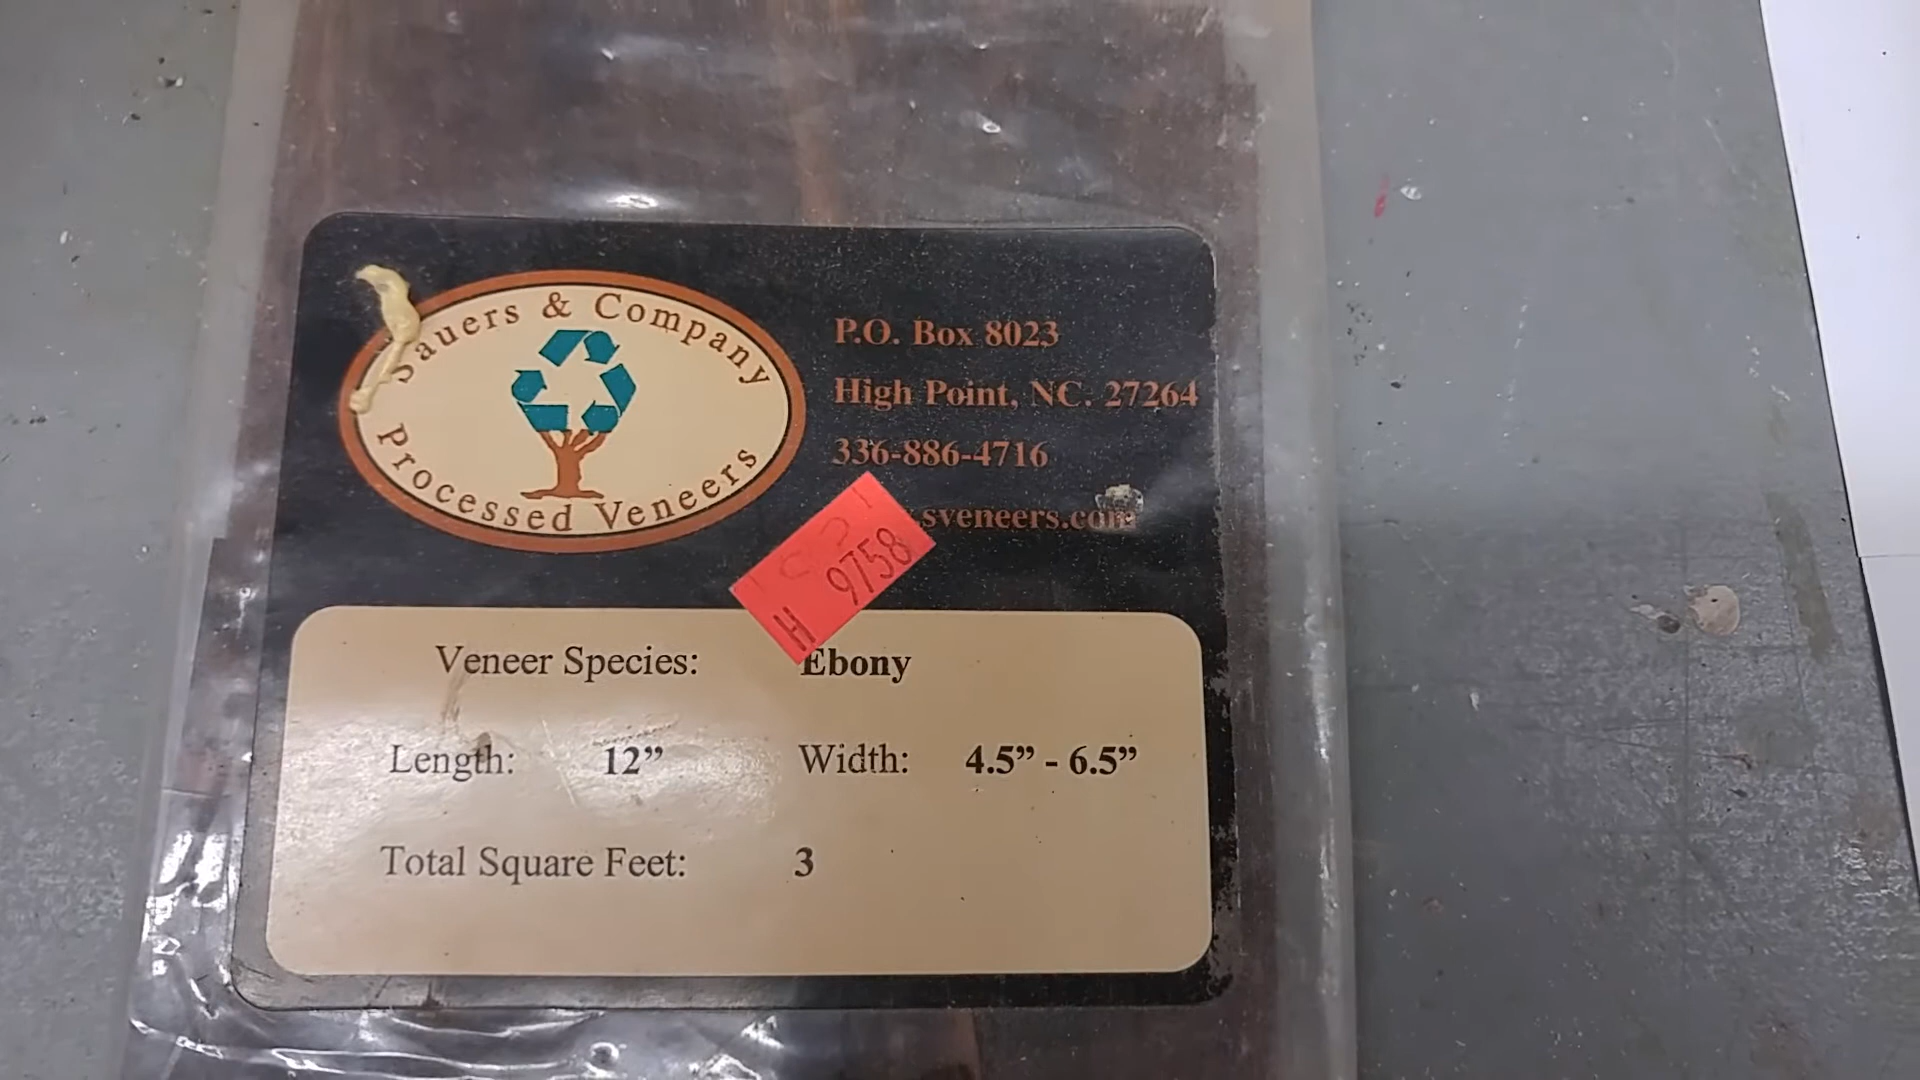 Sauers & Company
Processed Veneers
P.O. Box 8023
High Point, NC. 27264
336-886-4716
.sveneers.com
H 9758
Veneer Species: Ebony
Length: 12” Width: 4.5” - 6.5”
Total Square Feet: 3